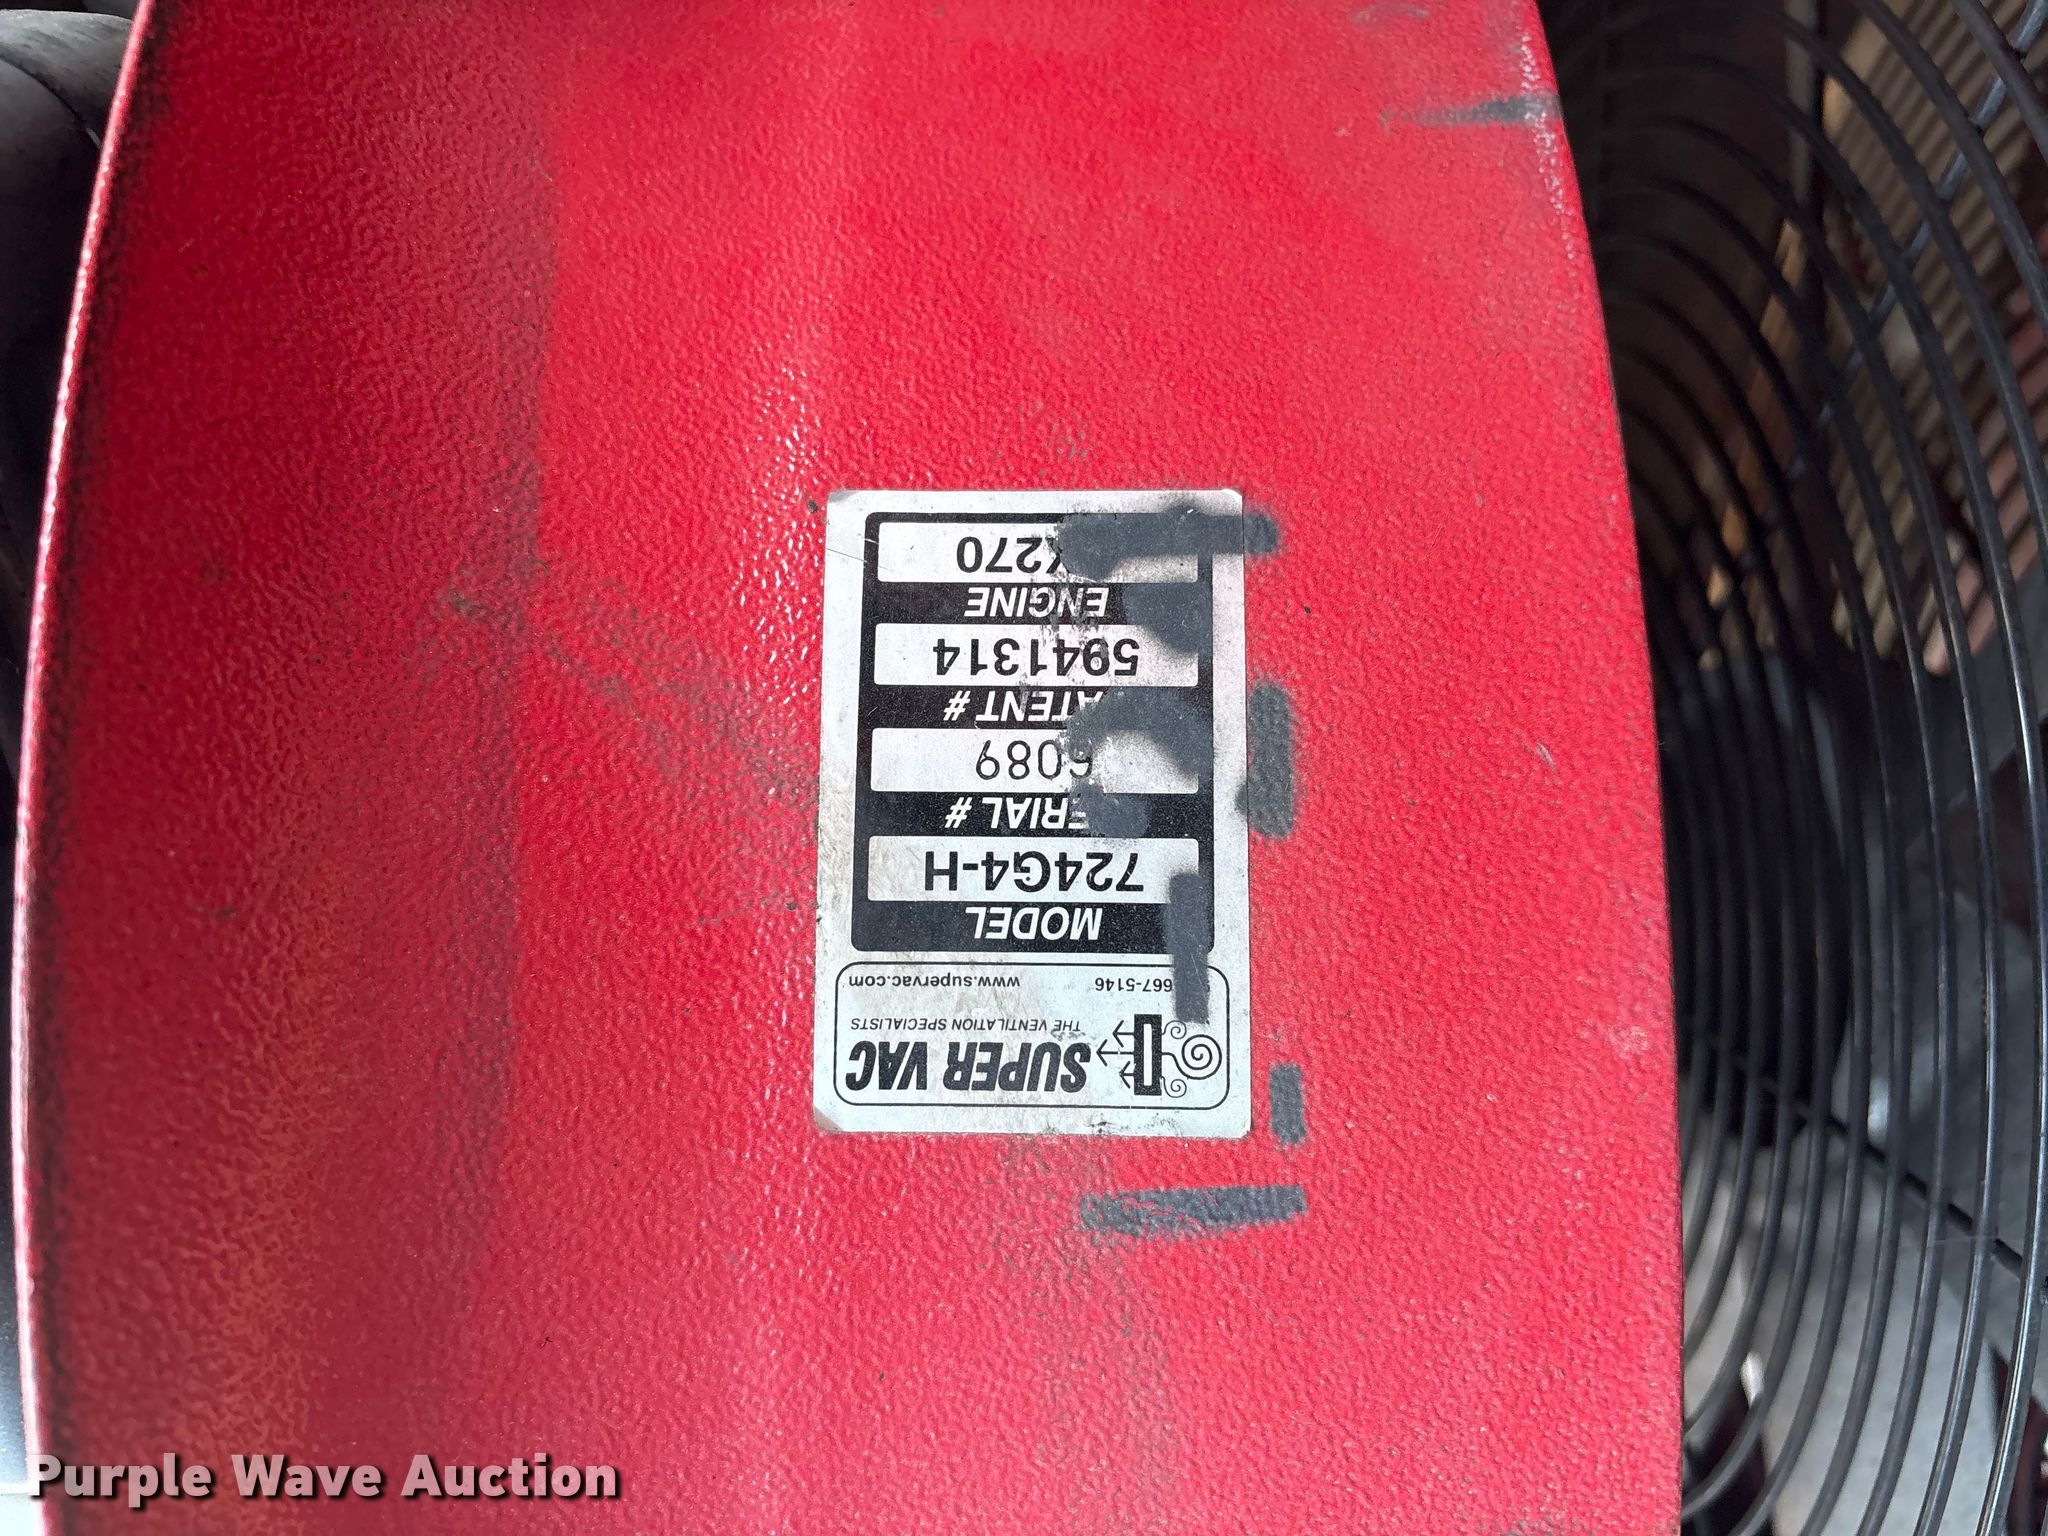 SUPER VAC
THE VENTILATION SPECIALISTS
667-5146 www.supervac.com
MODEL
724G4-H
ERIAL #
6089
ATENT #
5941314
ENGINE
X270
Purple Wave Auction